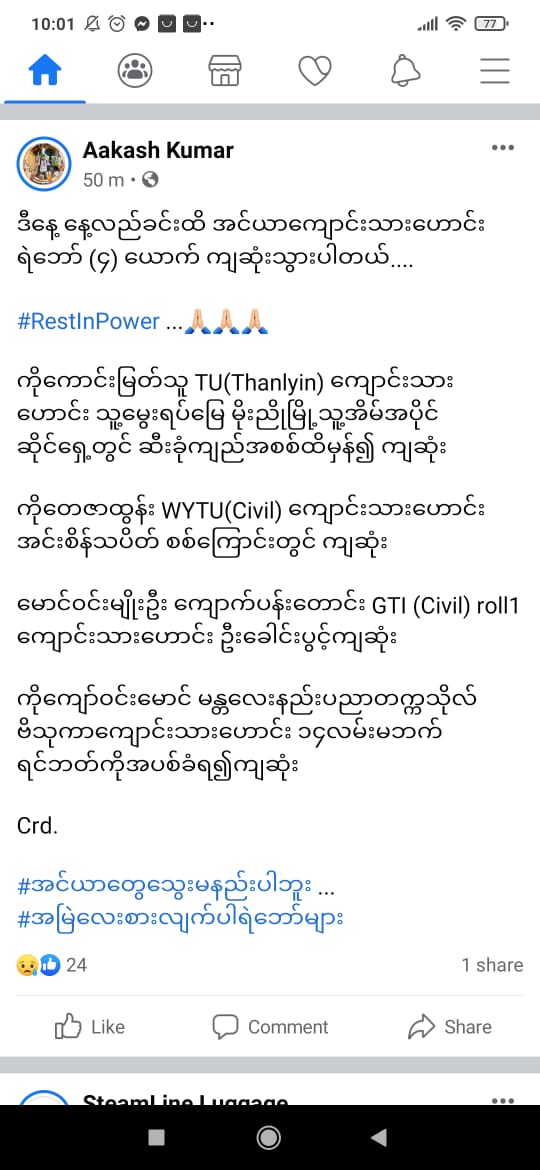 10:01
77
Aakash Kumar
50 m
ဒီနေ့ နေ့လည်ခင်းထိ အင်ယာကျောင်းသားဟောင်း
ရဲဘော် (၄) ယောက် ကျဆုံးသွားပါတယ်....
#RestInPower ...🙏🏻🙏🏻🙏🏻
ကိုကောင်းမြတ်သူ TU(Thanlyin) ကျောင်းသား
ဟောင်း သူ့မွေးရပ်မြေ မိုးညိုမြို့သူ့အိမ်အပိုင်
ဆိုင်ရှေ့တွင် ဆီးခုံကျည်အစစ်ထိမှန်၍ ကျဆုံး
ကိုတေဇာထွန်း WYTU(Civil) ကျောင်းသားဟောင်း
အင်းစိန်သပိတ် စစ်ကြောင်းတွင် ကျဆုံး
မောင်ဝင်းမျိုးဦး ကျောက်ပန်းတောင်း GTI (Civil) roll1
ကျောင်းသားဟောင်း ဦးခေါင်းပွင့်ကျဆုံး
ကိုကျော်ဝင်းမောင် မန္တလေးနည်းပညာတက္ကသိုလ်
ဗိသုကာကျောင်းသားဟောင်း ၁၄လမ်းမဘက်
ရင်ဘတ်ကိုအပစ်ခံရ၍ကျဆုံး
Crd.
#အင်ယာတွေသွေးမနည်းပါဘူး ...
#အမြဲလေးစားလျက်ပါရဲဘော်များ
24
1 share
Like
Comment
Share
SteamLine Luggage